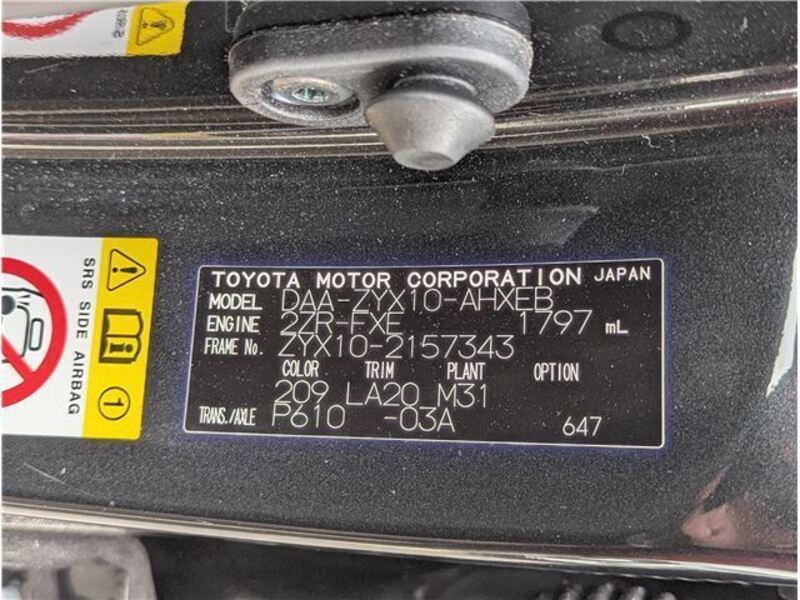 TOYOTA MOTOR CORPORATION JAPAN
MODEL DAA-ZYX10-AHXEB
ENGINE 2ZR-FXE 1797 mL
FRAME No. ZYX10-2157343
COLOR TRIM PLANT OPTION
209 LA20 M31
TRANS./AXLE P610 -03A 647
SRS SIDE AIRBAG
1